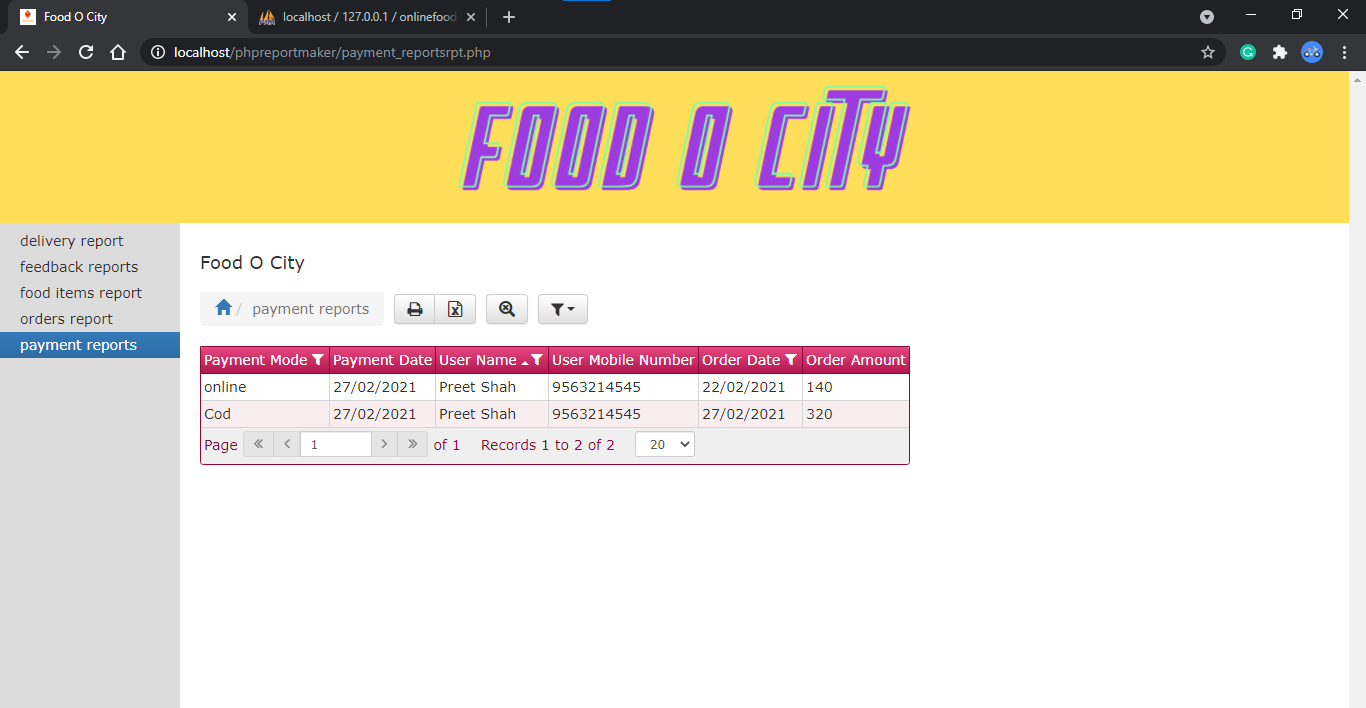 Food O City
localhost / 127.0.0.1 / onlinefood
localhost/phpreportmaker/payment_reportsrpt.php
FOOD O CITY
delivery report
feedback reports
food items report
orders report
payment reports
Food O City
/ payment reports
Payment Mode Payment Date User Name User Mobile Number Order Date Order Amount
online 27/02/2021 Preet Shah 9563214545 22/02/2021 140
Cod 27/02/2021 Preet Shah 9563214545 27/02/2021 320
Page « < 1 > » of 1 Records 1 to 2 of 2 20